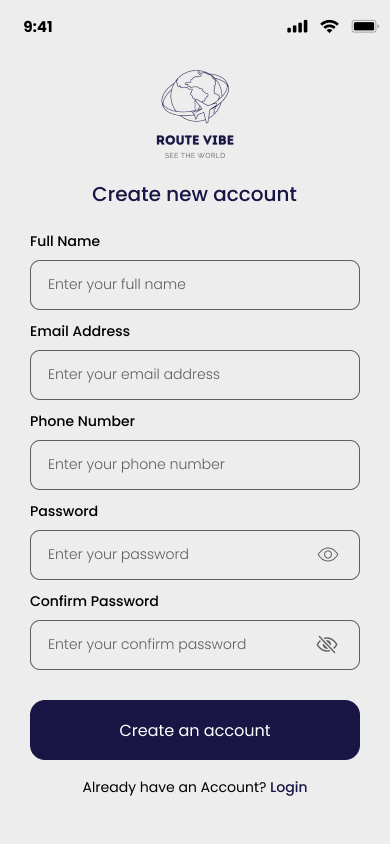 9:41
ROUTE VIBE
SEE THE WORLD
Create new account
Full Name
Enter your full name
Email Address
Enter your email address
Phone Number
Enter your phone number
Password
Enter your password
Confirm Password
Enter your confirm password
Create an account
Already have an Account? Login